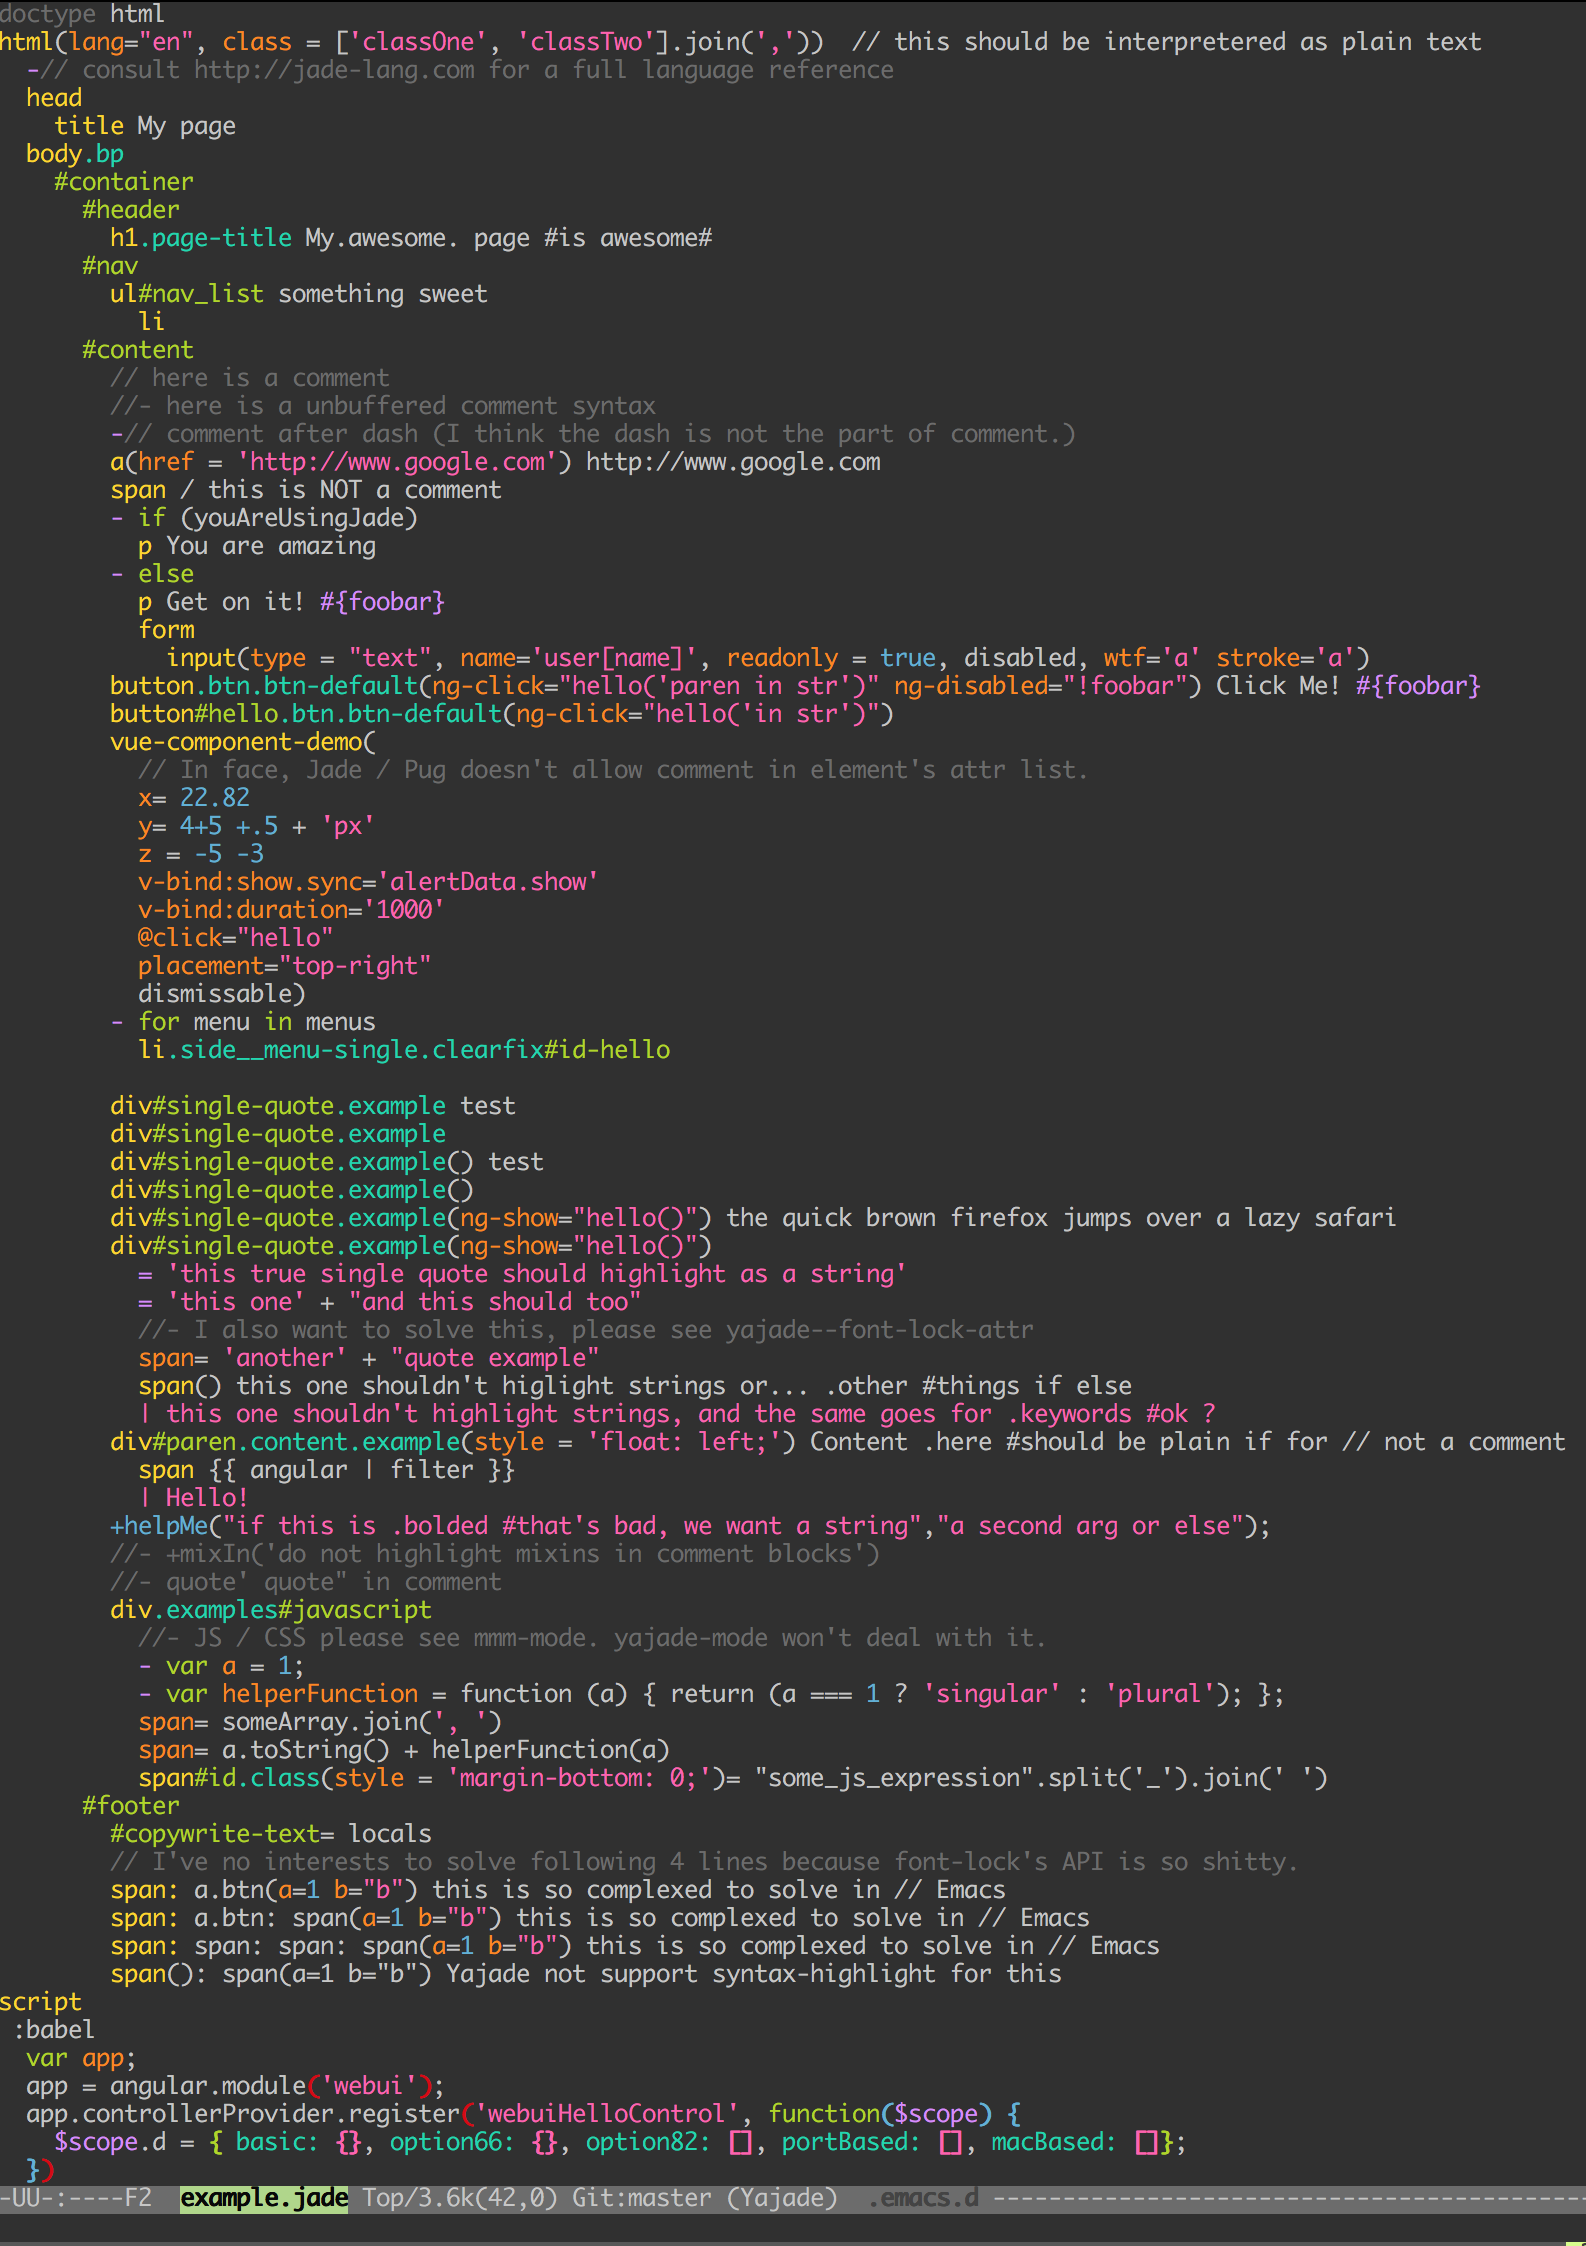 doctype html
html(lang="en", class = ['classOne', 'classTwo'].join(','))  // this should be interpretered as plain text
  -// consult http://jade-lang.com for a full language reference
  head
    title My page
  body.bp
    #container
      #header
        h1.page-title My.awesome. page #is awesome#
      #nav
        ul#nav_list something sweet
          li
      #content
        // here is a comment
        //- here is a unbuffered comment syntax
        -// comment after dash (I think the dash is not the part of comment.)
        a(href = 'http://www.google.com') http://www.google.com
        span / this is NOT a comment
        - if (youAreUsingJade)
          p You are amazing
        - else
          p Get on it! #{foobar}
          form
            input(type = "text", name='user[name]', readonly = true, disabled, wtf='a' stroke='a')
        button.btn.btn-default(ng-click="hello('paren in str')" ng-disabled="!foobar") Click Me! #{foobar}
        button#hello.btn.btn-default(ng-click="hello('in str')")
        vue-component-demo(
          // In face, Jade / Pug doesn't allow comment in element's attr list.
          x= 22.82
          y= 4+5 +.5 + 'px'
          z = -5 -3
          v-bind:show.sync='alertData.show'
          v-bind:duration='1000'
          @click="hello"
          placement="top-right"
          dismissable)
        - for menu in menus
          li.side__menu-single.clearfix#id-hello

        div#single-quote.example test
        div#single-quote.example
        div#single-quote.example() test
        div#single-quote.example()
        div#single-quote.example(ng-show="hello()") the quick brown firefox jumps over a lazy safari
        div#single-quote.example(ng-show="hello()")
          = 'this true single quote should highlight as a string'
          = 'this one' + "and this should too"
          //- I also want to solve this, please see yajade--font-lock-attr
          span= 'another' + "quote example"
          span() this one shouldn't higlight strings or... .other #things if else
          | this one shouldn't highlight strings, and the same goes for .keywords #ok ?
        div#paren.content.example(style = 'float: left;') Content .here #should be plain if for // not a comment
          span {{ angular | filter }}
          | Hello!
        +helpMe("if this is .bolded #that's bad, we want a string","a second arg or else");
        //- +mixIn('do not highlight mixins in comment blocks')
        //- quote' quote" in comment
        div.examples#javascript
          //- JS / CSS please see mmm-mode. yajade-mode won't deal with it.
          - var a = 1;
          - var helperFunction = function (a) { return (a === 1 ? 'singular' : 'plural'); };
          span= someArray.join(', ')
          span= a.toString() + helperFunction(a)
          span#id.class(style = 'margin-bottom: 0;')= "some_js_expression".split('_').join(' ')
      #footer
        #copywrite-text= locals
        // I've no interests to solve following 4 lines because font-lock's API is so shitty.
        span: a.btn(a=1 b="b") this is so complexed to solve in // Emacs
        span: a.btn: span(a=1 b="b") this is so complexed to solve in // Emacs
        span: span: span: span(a=1 b="b") this is so complexed to solve in // Emacs
        span(): span(a=1 b="b") Yajade not support syntax-highlight for this
script
 :babel
  var app;
  app = angular.module('webui');
  app.controllerProvider.register('webuiHelloControl', function($scope) {
    $scope.d = { basic: {}, option66: {}, option82: [], portBased: [], macBased: []};
  })
-UU-:----F2  example.jade Top/3.6k(42,0) Git:master (Yajade)  .emacs.d -------------------------------------------